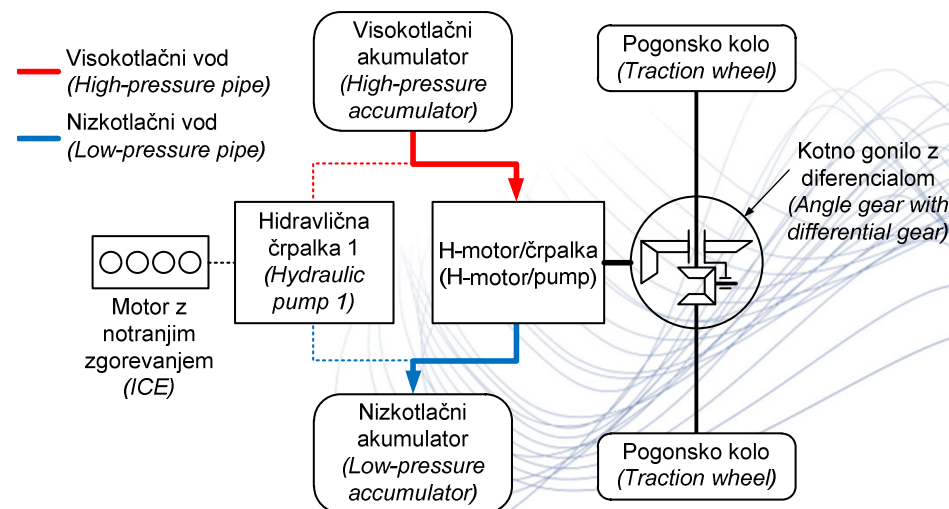 Visokotlačni vod
(High-pressure pipe)
Nizkotlačni vod
(Low-pressure pipe)
Visokotlačni
akumulator
(High-pressure
accumulator)
Pogonsko kolo
(Traction wheel)
Kotno gonilo z
diferencialom
(Angle gear with
differential gear)
Hidravlična
črpalka 1
(Hydraulic
pump 1)
H-motor/črpalka
(H-motor/pump)
Motor z
notranjim
zgorevanjem
(ICE)
Nizkotlačni
akumulator
(Low-pressure
accumulator)
Pogonsko kolo
(Traction wheel)